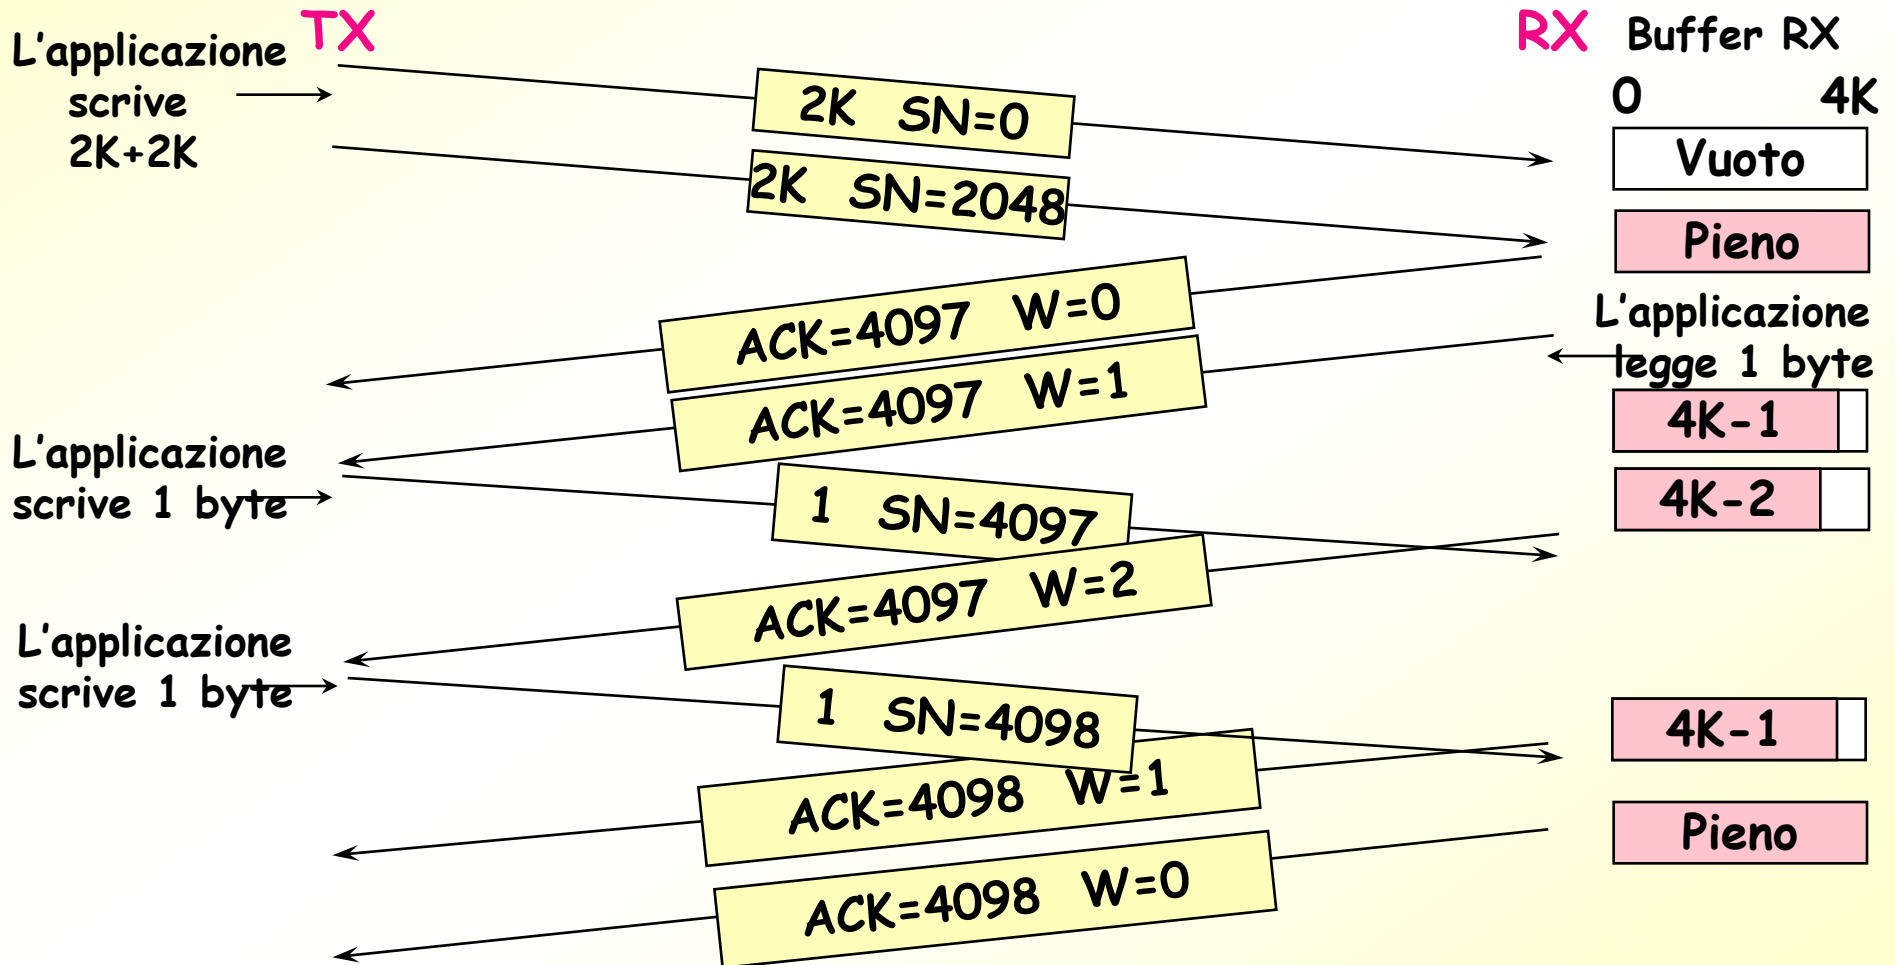 TX
RX Buffer RX
L'applicazione
scrive
2K+2K
0 4K
2K SN=0
Vuoto
2K SN=2048
Pieno
ACK=4097 W=0
L'applicazione
legge 1 byte
ACK=4097 W=1
4K-1
L'applicazione
scrive 1 byte
1 SN=4097
4K-2
ACK=4097 W=2
L'applicazione
scrive 1 byte
1 SN=4098
4K-1
ACK=4098 W=1
Pieno
ACK=4098 W=0